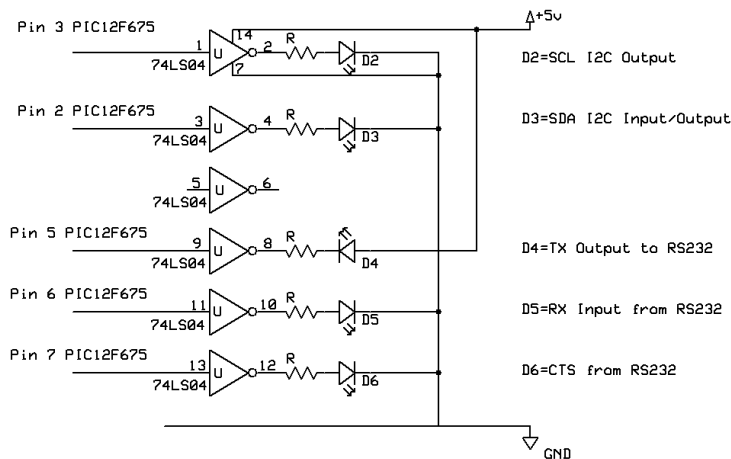 +5v
Pin 3 PIC12F675
14
1 U 2 R
74LS04 7 D2
D2=SCL I2C Output
Pin 2 PIC12F675
3 U 4 R
74LS04 D3
D3=SDA I2C Input/Output
5 U 6
74LS04
Pin 5 PIC12F675
9 U 8 R
74LS04 D4
D4=TX Output to RS232
Pin 6 PIC12F675
11 U 10 R
74LS04 D5
D5=RX Input from RS232
Pin 7 PIC12F675
13 U 12 R
74LS04 D6
D6=CTS from RS232
GND